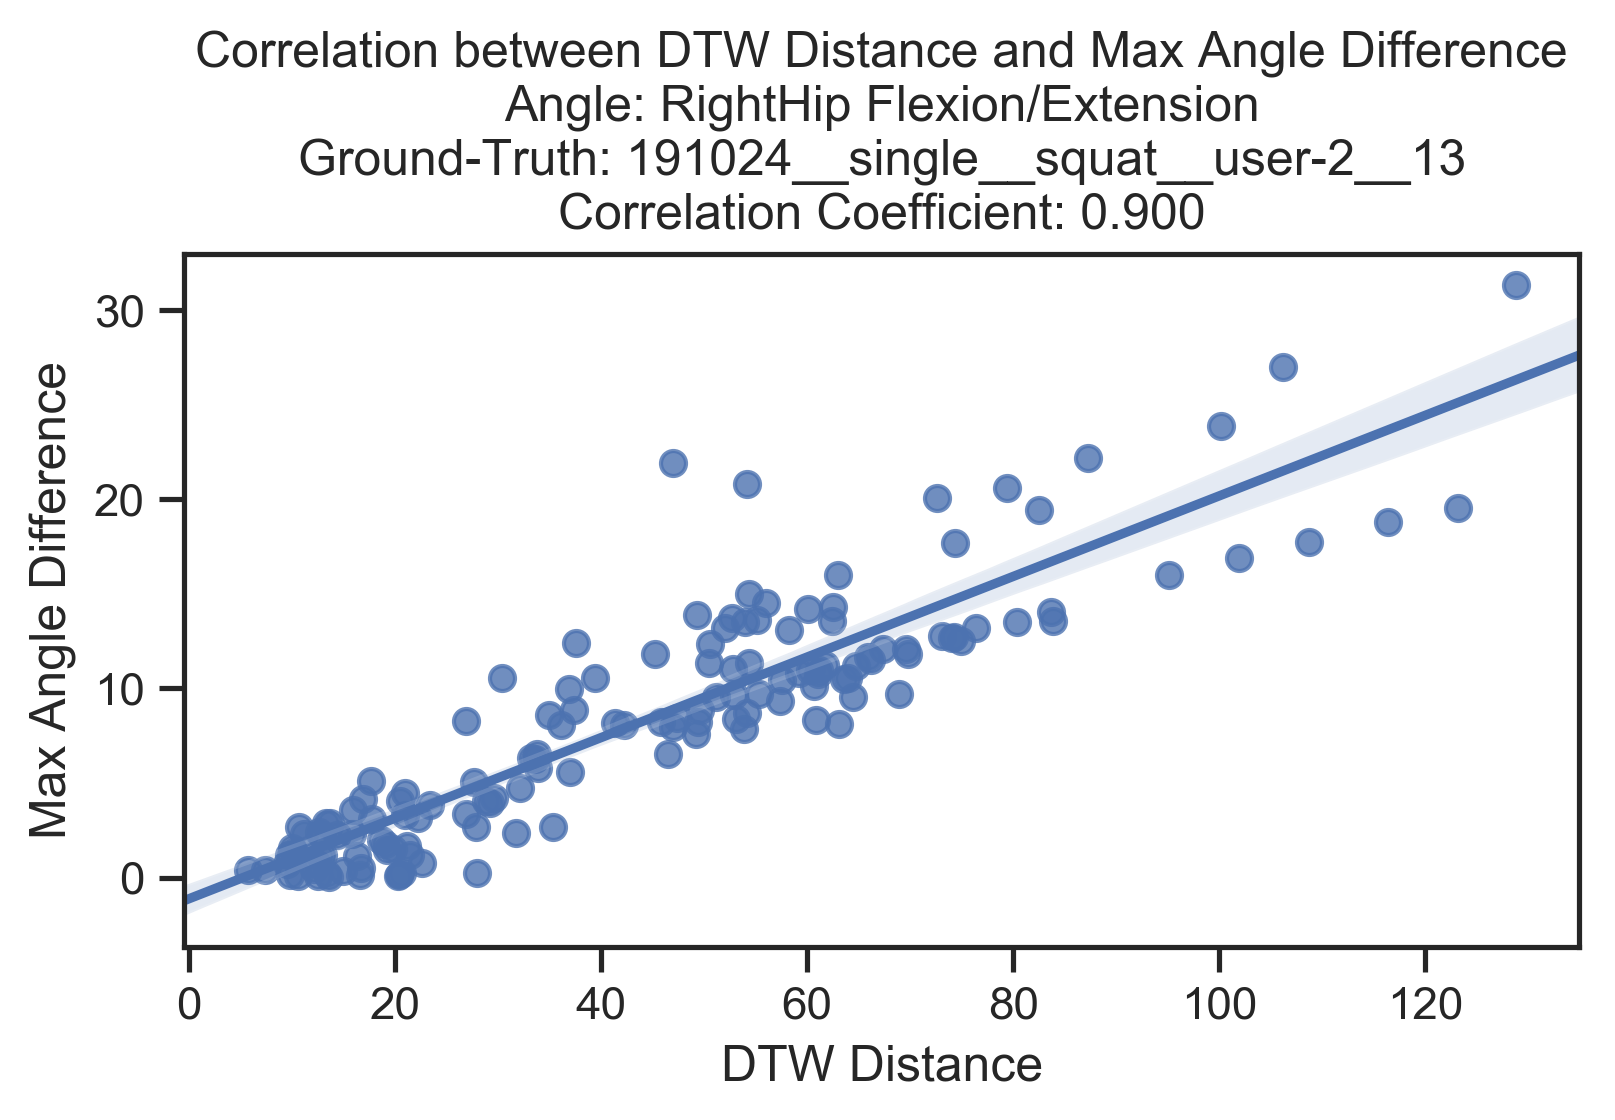 Correlation between DTW Distance and Max Angle Difference
Angle: RightHip Flexion/Extension
Ground-Truth: 191024__single__squat__user-2__13
Correlation Coefficient: 0.900
30
20
10
0
Max Angle Difference
0 20 40 60 80 100 120
DTW Distance